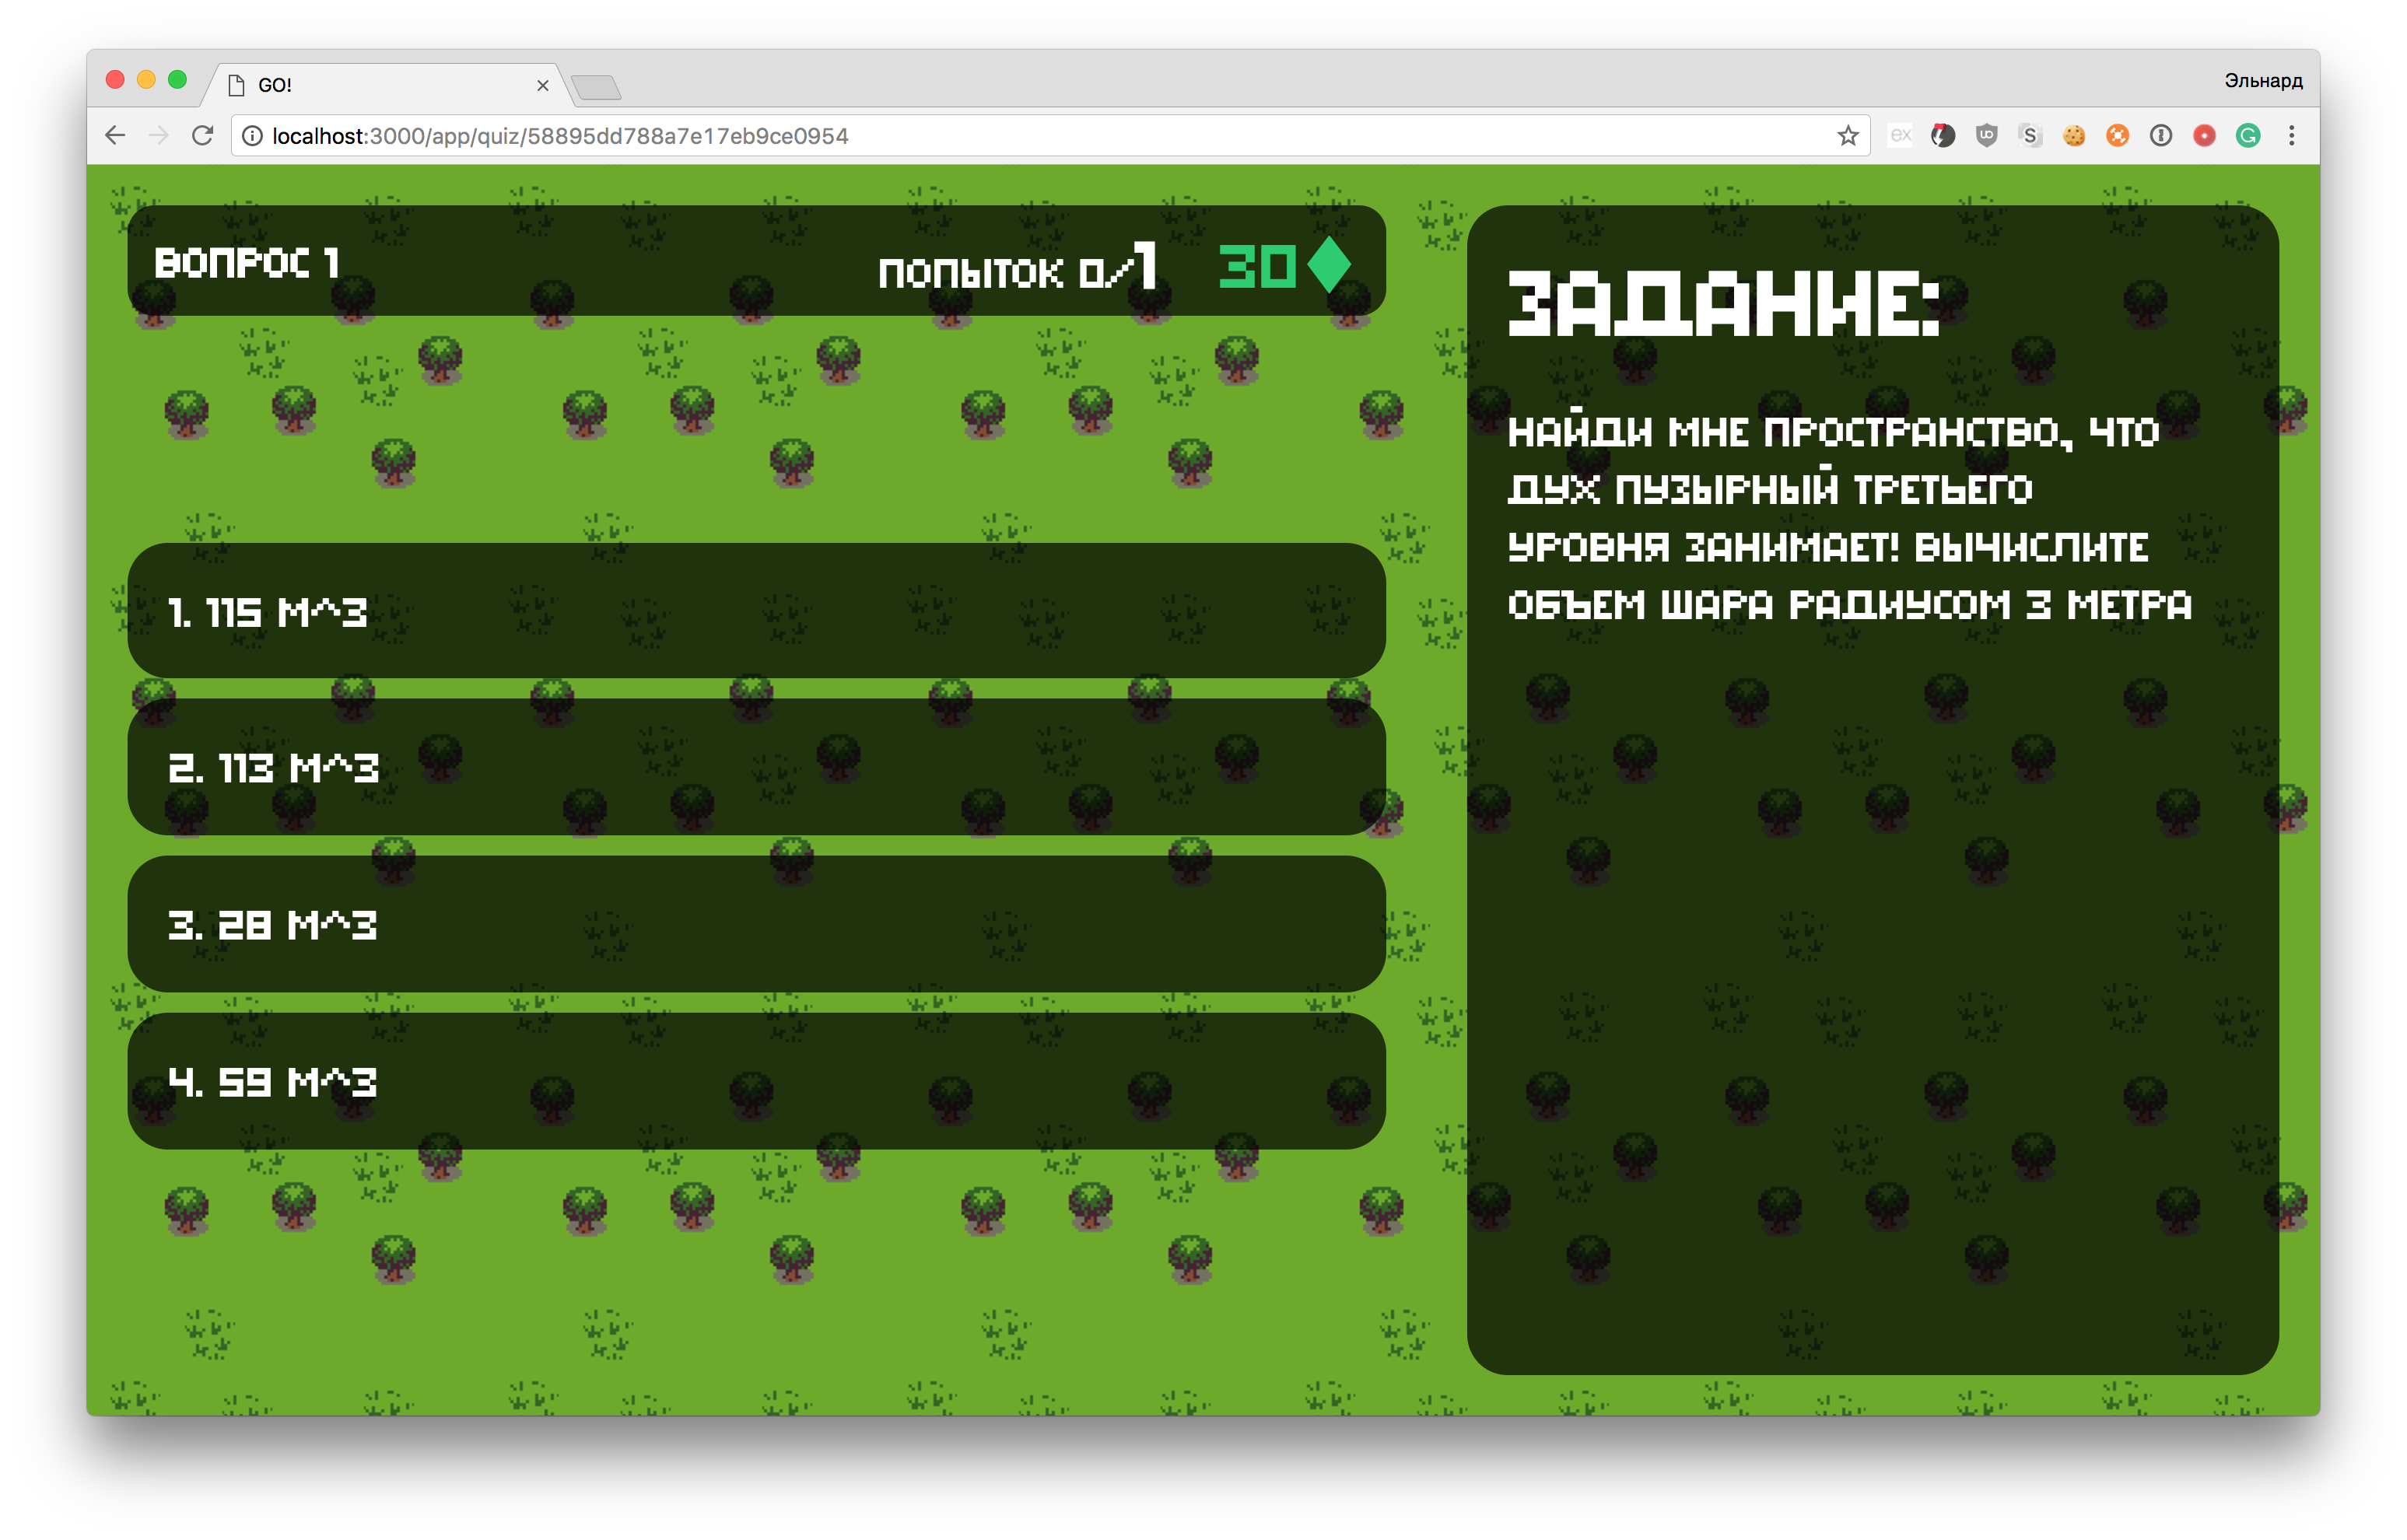 GO!
Эльнард
localhost:3000/app/quiz/58895dd788a7e17eb9ce0954
ВОПРОС 1
ПОПЫТОК 0/1
30
1. 115 М^3
2. 113 М^3
3. 28 М^3
4. 59 М^3
ЗАДАНИЕ:
НАЙДИ МНЕ ПРОСТРАНСТВО, ЧТО
ДУХ ПУЗЫРНЫЙ ТРЕТЬЕГО
УРОВНЯ ЗАНИМАЕТ! ВЫЧИСЛИТЕ
ОБЪЕМ ШАРА РАДИУСОМ 3 МЕТРА